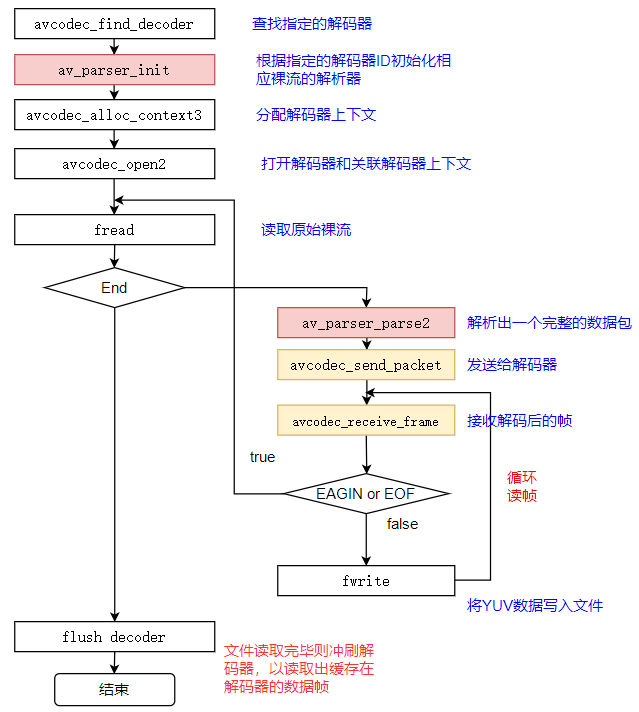 avcodec_find_decoder
查找指定的解码器
av_parser_init
根据指定的解码器ID初始化相
应裸流的解析器
avcodec_alloc_context3
分配解码器上下文
avcodec_open2
打开解码器和关联解码器上下文
fread
读取原始裸流
End
av_parser_parse2
解析出一个完整的数据包
avcodec_send_packet
发送给解码器
avcodec_receive_frame
接收解码后的帧
true
EAGIN or EOF
循环
读帧
false
fwrite
将YUV数据写入文件
flush decoder
文件读取完毕则冲刷解
码器，以读取出缓存在
解码器的数据帧
结束